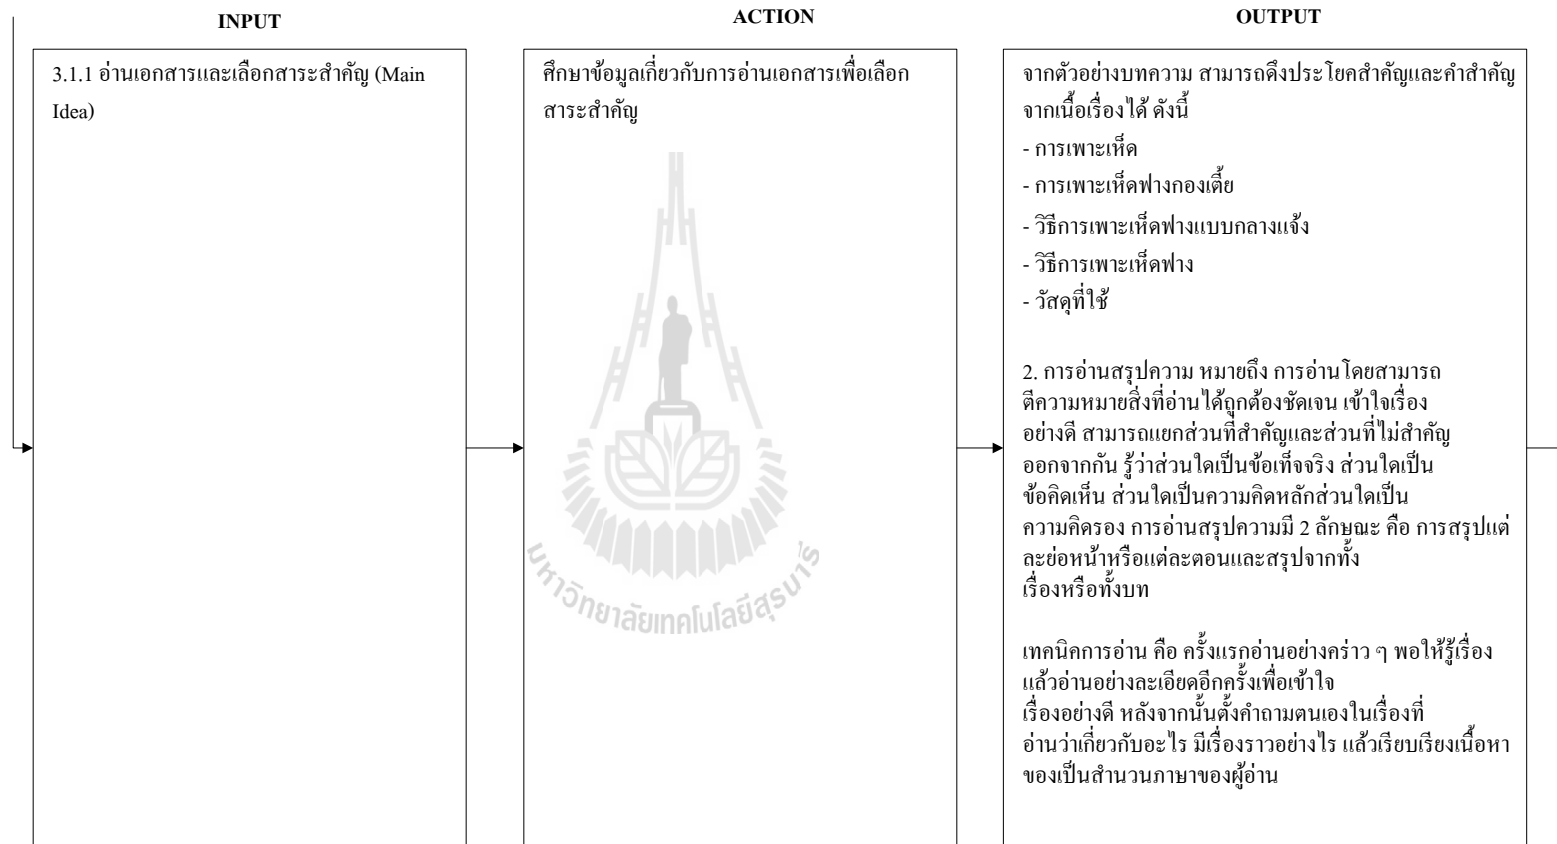 INPUT
ACTION
OUTPUT
3.1.1 อ่านเอกสารและเลือกสาระสำคัญ (Main
Idea)
ศึกษาข้อมูลเกี่ยวกับการอ่านเอกสารเพื่อเลือก
สาระสำคัญ
จากตัวอย่างบทความ สามารถดึงประโยคสำคัญและคำสำคัญ
จากเนื้อเรื่องได้ ดังนี้
- การเพาะเห็ด
- การเพาะเห็ดฟางกองเตี้ย
- วิธีการเพาะเห็ดฟางแบบกลางแจ้ง
- วิธีการเพาะเห็ดฟาง
- วัสดุที่ใช้
2. การอ่านสรุปความ หมายถึง การอ่านโดยสามารถ
ตีความหมายสิ่งที่อ่านได้ถูกต้องชัดเจน เข้าใจเรื่อง
อย่างดี สามารถแยกส่วนที่สำคัญและส่วนที่ไม่สำคัญ
ออกจากกัน รู้ว่าส่วนใดเป็นข้อเท็จจริง ส่วนใดเป็น
ข้อคิดเห็น ส่วนใดเป็นความคิดหลักส่วนใดเป็น
ความคิดรอง การอ่านสรุปความมี 2 ลักษณะ คือ การสรุปแต่
ละย่อหน้าหรือแต่ละตอนและสรุปจากทั้ง
เรื่องหรือทั้งบท
เทคนิคการอ่าน คือ ครั้งแรกอ่านอย่างคร่าว ๆ พอให้รู้เรื่อง
แล้วอ่านอย่างละเอียดอีกครั้งเพื่อเข้าใจ
เรื่องอย่างดี หลังจากนั้นตั้งคำถามตนเองในเรื่องที่
อ่านว่าเกี่ยวกับอะไร มีเรื่องราวอย่างไร แล้วเรียบเรียงเนื้อหา
ของเป็นสำนวนภาษาของผู้อ่าน
มหาวิทยาลัยเทคโนโลยีสุรนารี